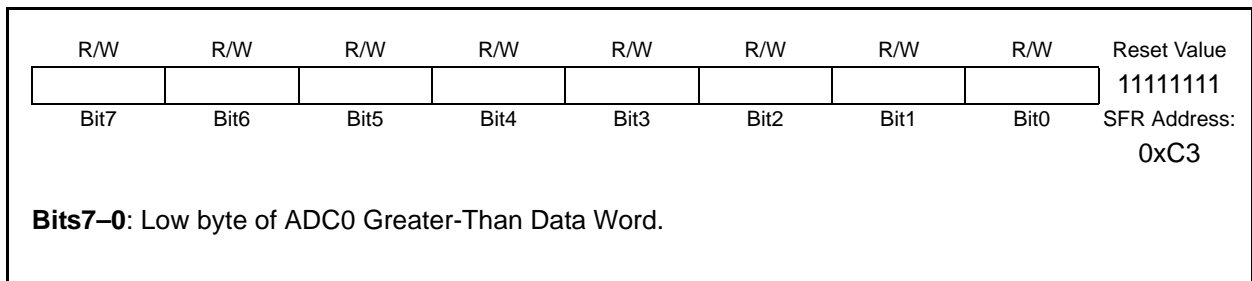 R/W R/W R/W R/W R/W R/W R/W R/W Reset Value
11111111
Bit7 Bit6 Bit5 Bit4 Bit3 Bit2 Bit1 Bit0 SFR Address:
0xC3
Bits7–0: Low byte of ADC0 Greater-Than Data Word.